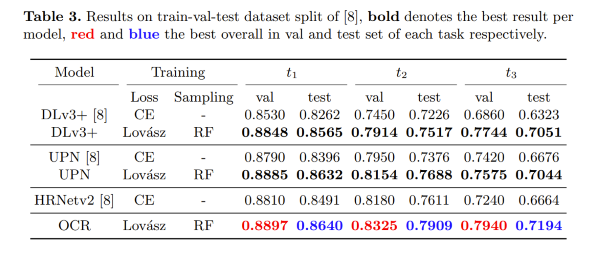 Table 3. Results on train-val-test dataset split of [8], bold denotes the best result per
model, red and blue the best overall in val and test set of each task respectively.
Model Training t1 t2 t3
Loss Sampling val test val test val test
DLv3+ [8] CE - 0.8530 0.8262 0.7450 0.7226 0.6860 0.6323
DLv3+ Lovász RF 0.8848 0.8565 0.7914 0.7517 0.7744 0.7051
UPN [8] CE - 0.8790 0.8396 0.7950 0.7376 0.7420 0.6676
UPN Lovász RF 0.8885 0.8632 0.8154 0.7688 0.7575 0.7044
HRNetv2 [8] CE - 0.8810 0.8491 0.8180 0.7611 0.7240 0.6664
OCR Lovász RF 0.8897 0.8640 0.8325 0.7909 0.7940 0.7194